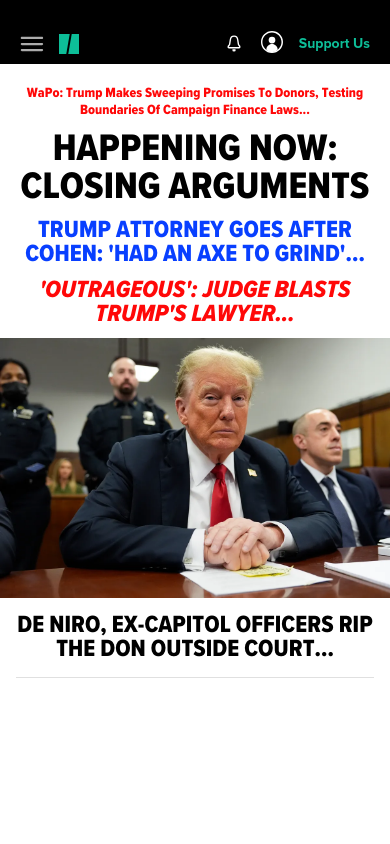 Support Us
WaPo: Trump Makes Sweeping Promises To Donors, Testing
Boundaries Of Campaign Finance Laws...
HAPPENING NOW:
CLOSING ARGUMENTS
TRUMP ATTORNEY GOES AFTER
COHEN: 'HAD AN AXE TO GRIND'...
'OUTRAGEOUS': JUDGE BLASTS
TRUMP'S LAWYER...
DE NIRO, EX-CAPITOL OFFICERS RIP
THE DON OUTSIDE COURT...